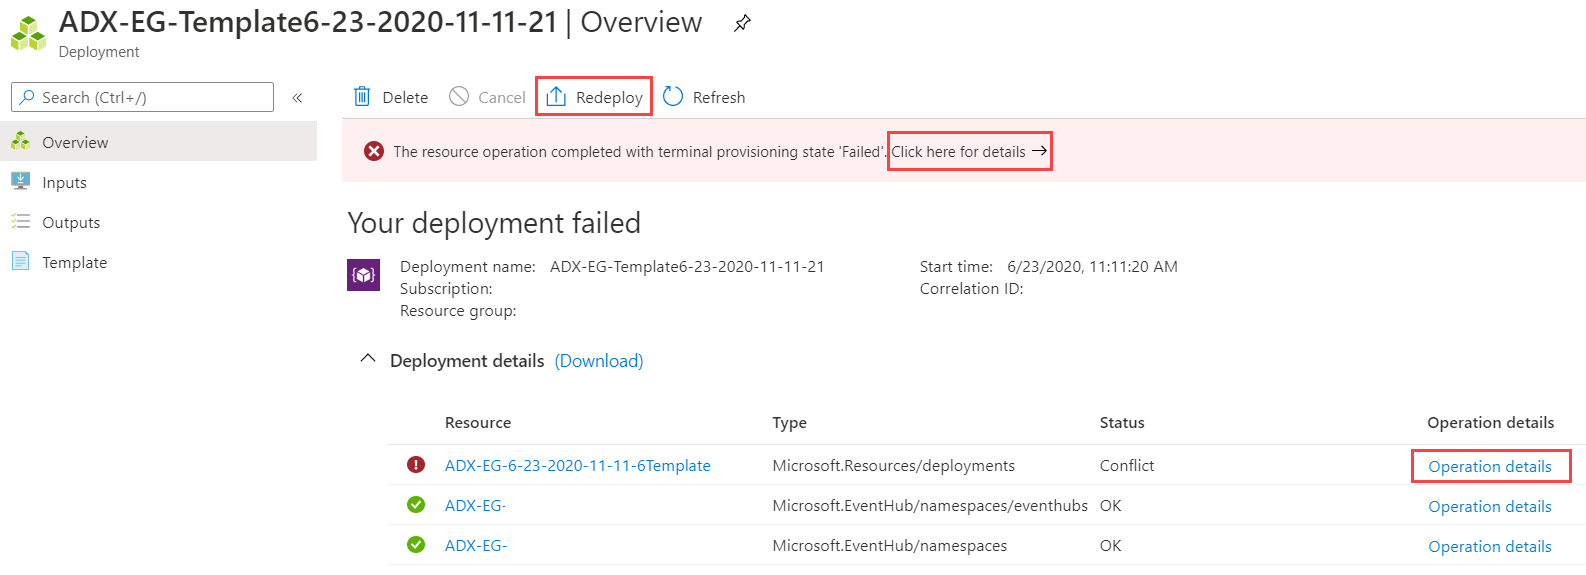 ADX-EG-Template6-23-2020-11-11-21 | Overview
Deployment
Search (Ctrl+/)
«
Delete
Cancel
Redeploy
Refresh
Overview
Inputs
Outputs
Template
The resource operation completed with terminal provisioning state 'Failed'. Click here for details →
Your deployment failed
Deployment name: ADX-EG-Template6-23-2020-11-11-21
Start time: 6/23/2020, 11:11:20 AM
Subscription:
Correlation ID:
Resource group:
Deployment details (Download)
Resource Type Status Operation details
ADX-EG-6-23-2020-11-11-6Template Microsoft.Resources/deployments Conflict Operation details
ADX-EG- Microsoft.EventHub/namespaces/eventhubs OK Operation details
ADX-EG- Microsoft.EventHub/namespaces OK Operation details